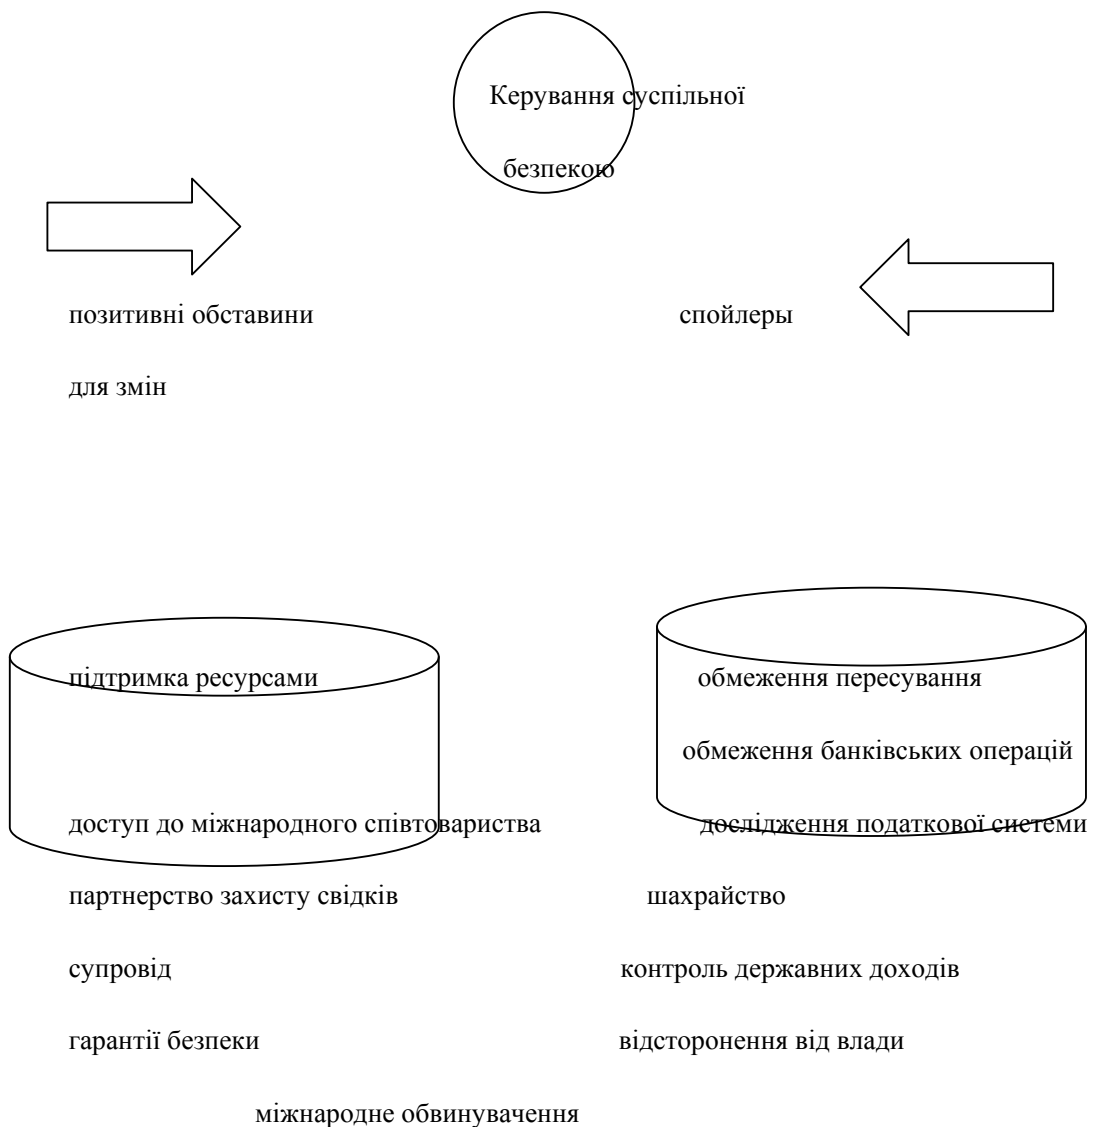 Керування суспільної
безпекою
позитивні обставини спойлеры
для змін
підтримка ресурсами обмеження пересування
обмеження банківських операцій
доступ до міжнародного співтовариства дослідження податкової системи
партнерство захисту свідків шахрайство
супровід контроль державних доходів
гарантії безпеки відсторонення від влади
міжнародне обвинувачення